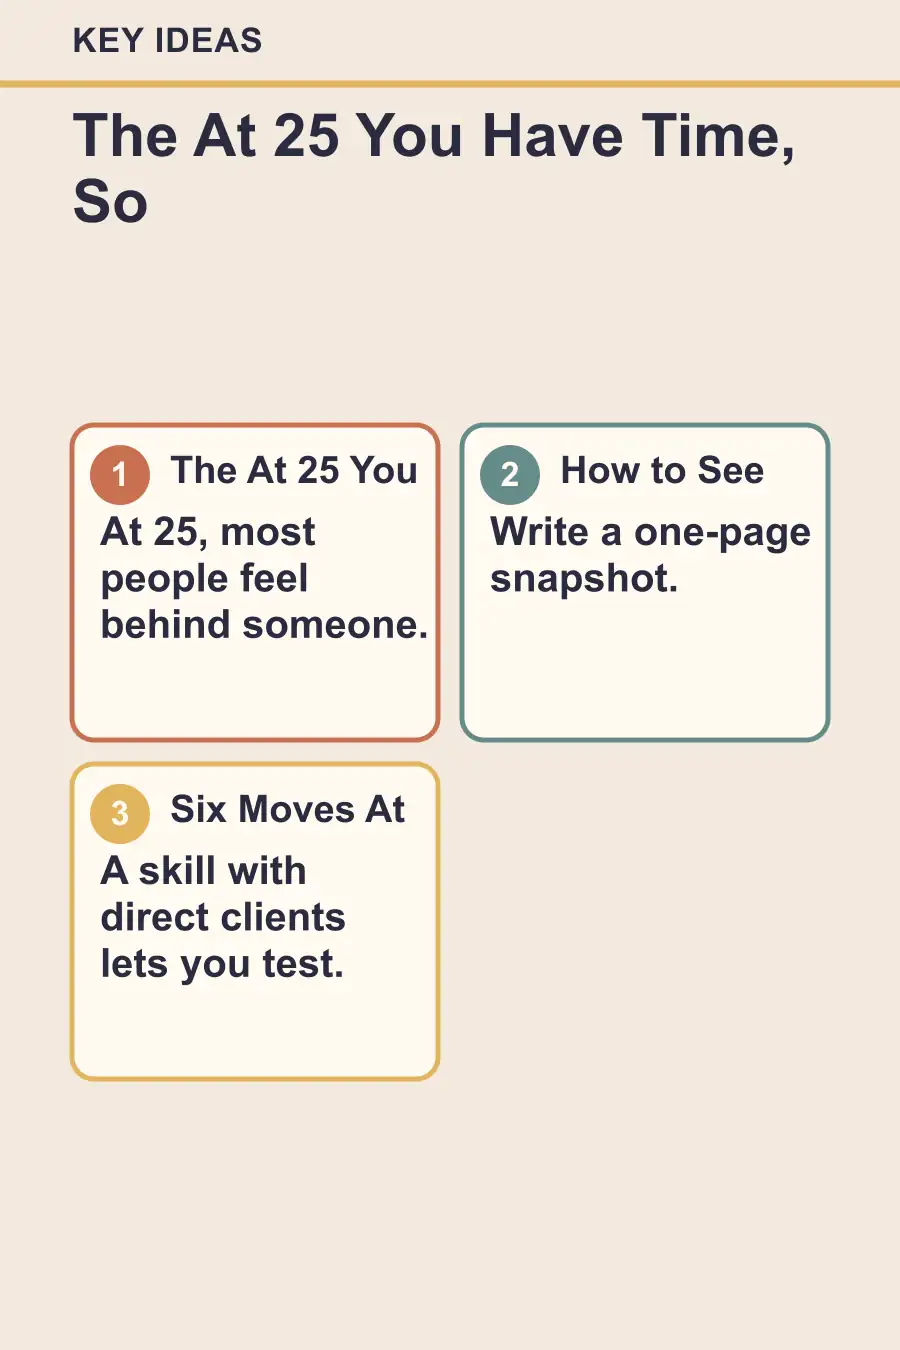 KEY IDEAS
The At 25 You Have Time,
So
1
The At 25 You
At 25, most
people feel
behind someone.
2
How to See
Write a one-page
snapshot.
3
Six Moves At
A skill with
direct clients
lets you test.